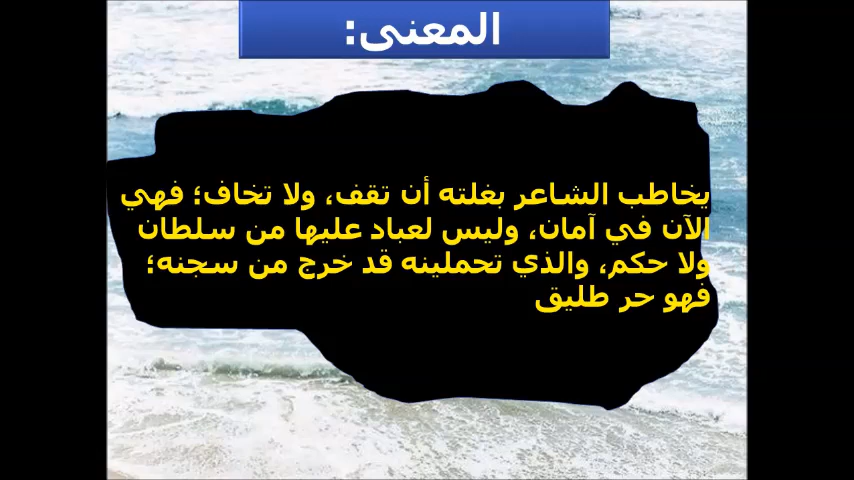 المعنى:
يخاطب الشاعر بغلته أن تقف، ولا تخاف؛ فهي
الآن في آمان، وليس لعباد عليها من سلطان
ولا حكم، والذي تحملينه قد خرج من سجنه؛
فهو حر طليق